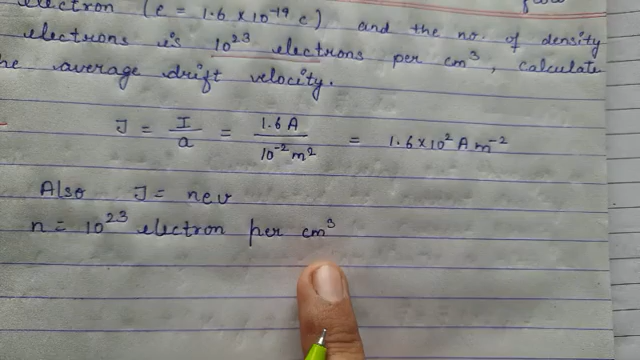 electron (e = 1.6 × 10⁻¹⁹ c) and the no. of density
electrons is 10²³ electrons per cm³, calculate
he average drift velocity.
J = I/a = 1.6 A/10⁻² m² = 1.6 × 10² A m⁻²
Also J = nev
n = 10²³ electron per cm³